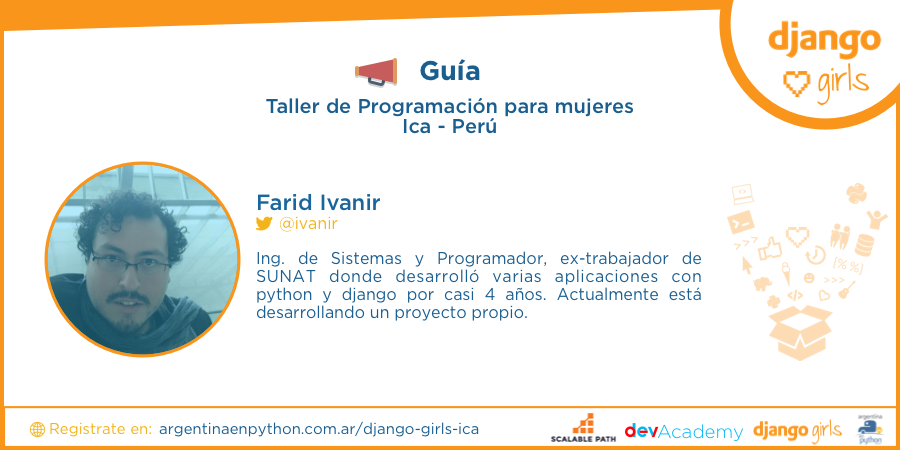 django
girls
Guía
Taller de Programación para mujeres
Ica - Perú
Farid Ivanir
@ivanir
Ing. de Sistemas y Programador, ex-trabajador de
SUNAT donde desarrolló varias aplicaciones con
python y django por casi 4 años. Actualmente está
desarrollando un proyecto propio.
>>>
[% %]
</>
>>>
Registrate en: argentinaenpython.com.ar/django-girls-ica
SCALABLE PATH
devAcademy
django girls
argentina
en
python